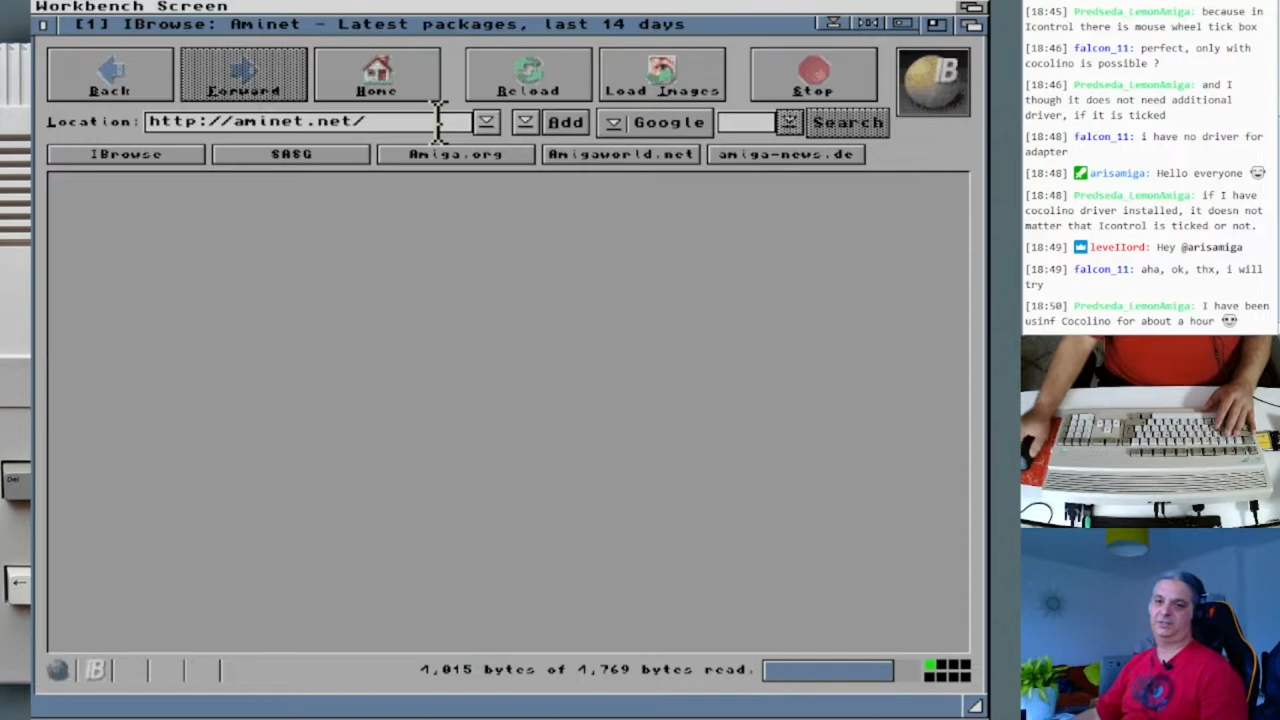 Workbench Screen
[1] IBrowse: Aminet - Latest packages, last 14 days
Back
Forward
Home
Reload
Load Images
Stop
IB
Location: http://aminet.net/
Add
Google
Search
IBrowse
SASG
Amiga.org
Amigaworld.net
amiga-news.de
1,015 bytes of 1,769 bytes read.
Del
[18:45] Predseda_LemonAmiga: because in
Icontrol there is mouse wheel tick box
[18:46] falcon_11: perfect, only with
cocolino is possible ?
[18:46] Predseda_LemonAmiga: and I
though it does not need additional
driver, if it is ticked
[18:48] falcon_11: i have no driver for
adapter
[18:48] arisamiga: Hello everyone
[18:48] Predseda_LemonAmiga: if I have
cocolino driver installed, it doesn not
matter that Icontrol is ticked or not.
[18:49] leveIIord: Hey @arisamiga
[18:49] falcon_11: aha, ok, thx, i will
try
[18:50] Predseda_LemonAmiga: I have been
usinf Cocolino for about a hour